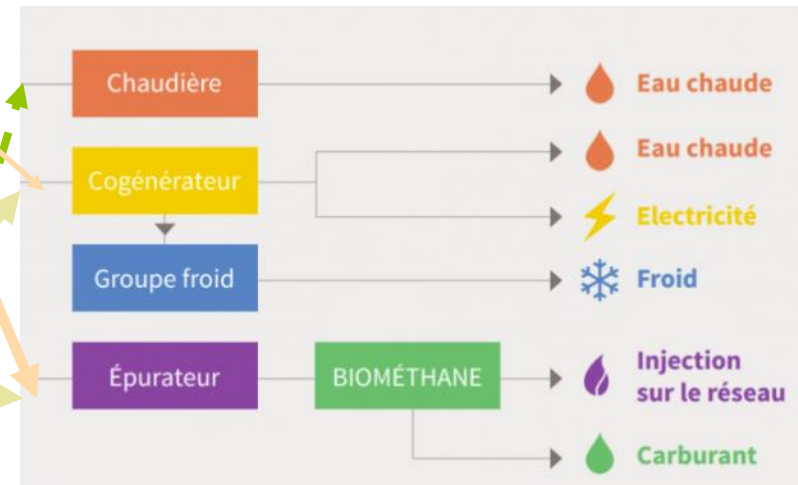 Chaudière
Eau chaude
Eau chaude
Cogénérateur
Electricité
Groupe froid
Froid
Épurateur
BIOMÉTHANE
Injection
sur le réseau
Carburant